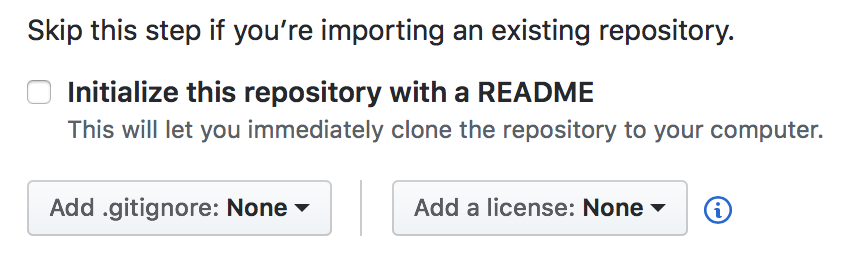 Skip this step if you’re importing an existing repository.
Initialize this repository with a README
This will let you immediately clone the repository to your computer.
Add .gitignore: None Add a license: None